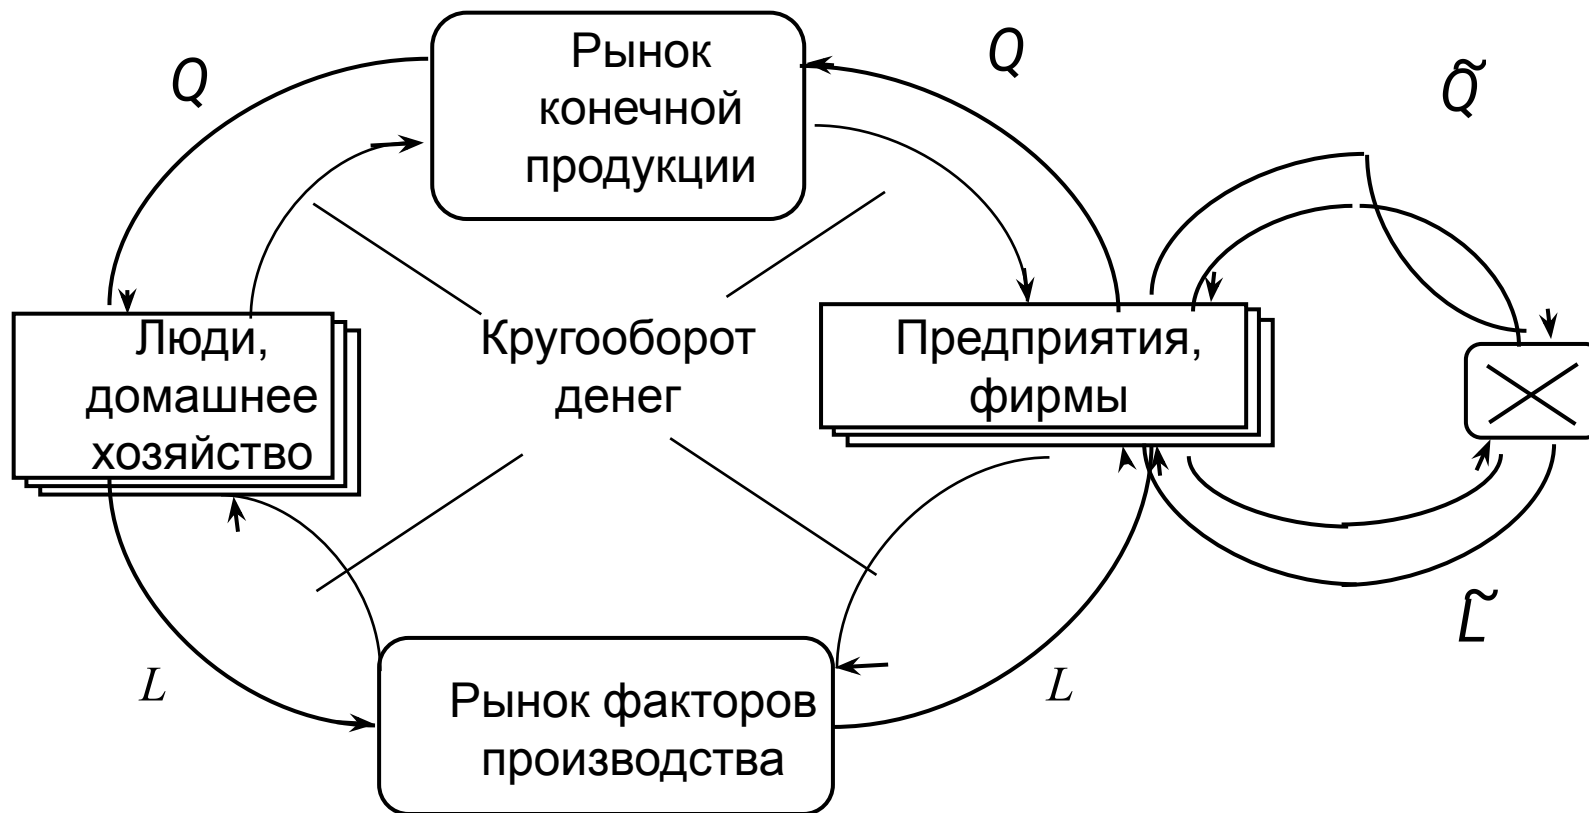 Q
Рынок
конечной
продукции
Q
Q̃
Люди,
домашнее
хозяйство
Кругооборот
денег
Предприятия,
фирмы
L
Рынок факторов
производства
L
L̃